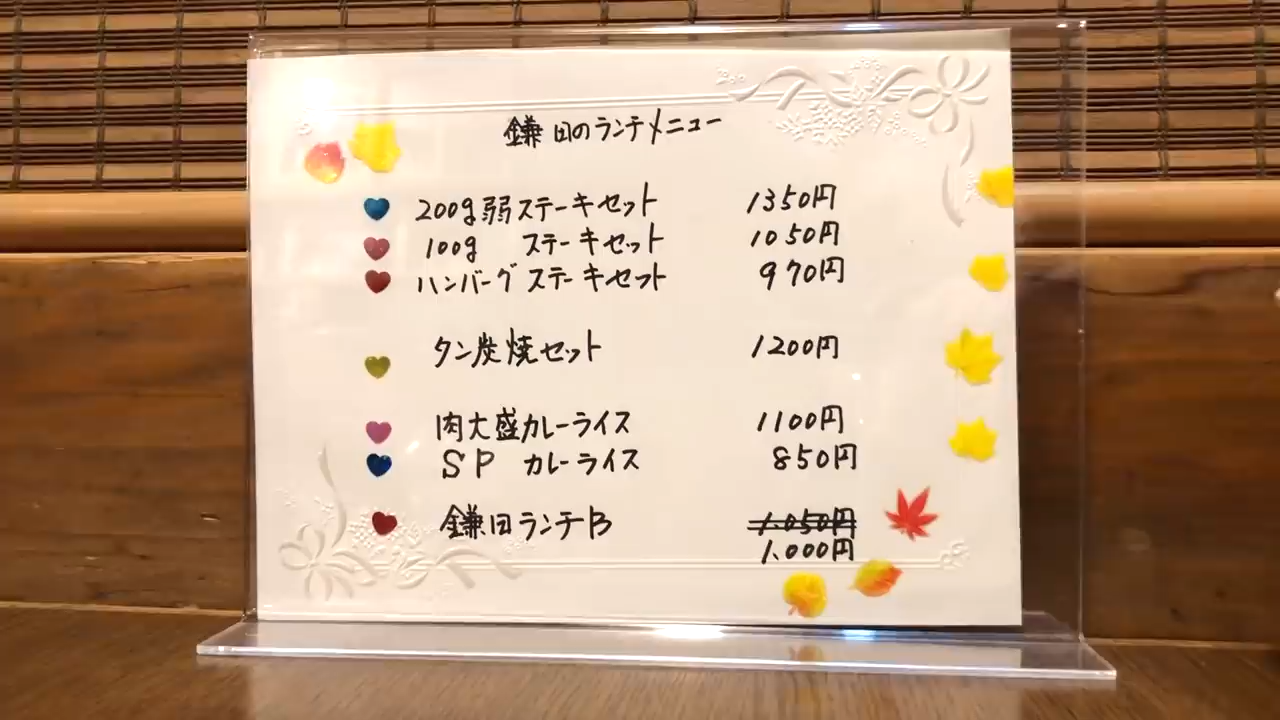 鎌田のランチメニュー
200g弱ステーキセット 1350円
100g ステーキセット 1050円
ハンバーグステーキセット 970円
タン炭焼セット 1200円
肉大盛カレーライス 1100円
SP カレーライス 850円
鎌田ランチB 1.050円
1.000円